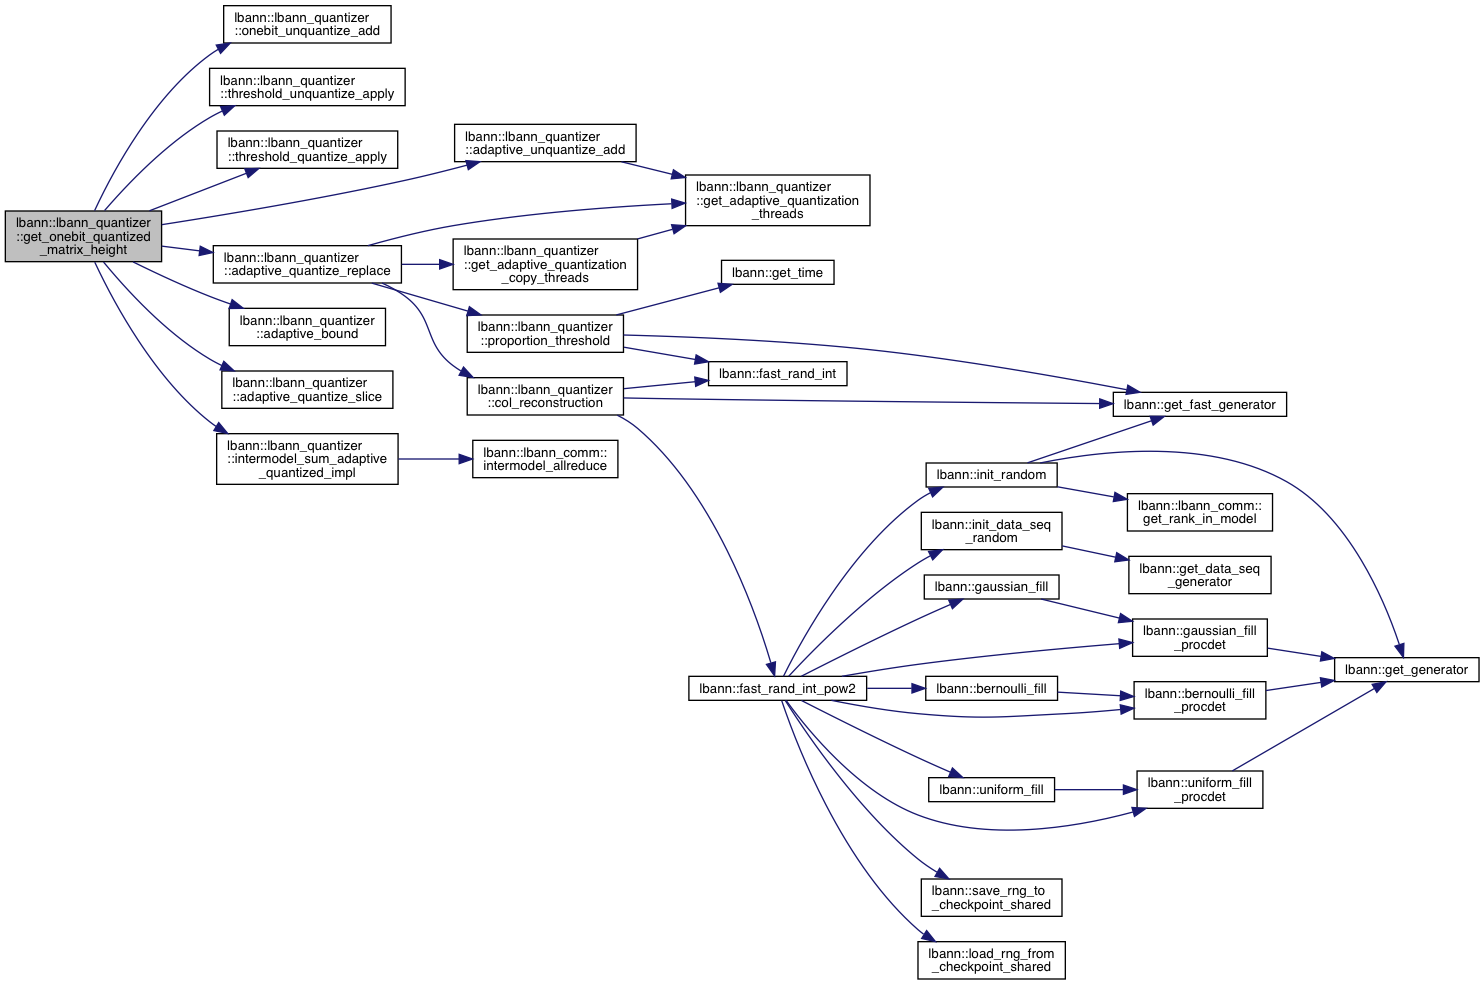 lbann::lbann_quantizer
::onebit_unquantize_add
lbann::lbann_quantizer
::threshold_unquantize_apply
lbann::lbann_quantizer
::threshold_quantize_apply
lbann::lbann_quantizer
::adaptive_unquantize_add
lbann::lbann_quantizer
::get_adaptive_quantization
_threads
lbann::lbann_quantizer
::get_onebit_quantized
_matrix_height
lbann::lbann_quantizer
::adaptive_quantize_replace
lbann::lbann_quantizer
::get_adaptive_quantization
_copy_threads
lbann::get_time
lbann::lbann_quantizer
::adaptive_bound
lbann::lbann_quantizer
::proportion_threshold
lbann::fast_rand_int
lbann::lbann_quantizer
::adaptive_quantize_slice
lbann::lbann_quantizer
::col_reconstruction
lbann::get_fast_generator
lbann::lbann_quantizer
::intermodel_sum_adaptive
_quantized_impl
lbann::lbann_comm::
intermodel_allreduce
lbann::init_random
lbann::lbann_comm::
get_rank_in_model
lbann::init_data_seq
_random
lbann::get_data_seq
_generator
lbann::gaussian_fill
lbann::gaussian_fill
_procdet
lbann::get_generator
lbann::fast_rand_int_pow2
lbann::bernoulli_fill
lbann::bernoulli_fill
_procdet
lbann::uniform_fill
lbann::uniform_fill
_procdet
lbann::save_rng_to
_checkpoint_shared
lbann::load_rng_from
_checkpoint_shared